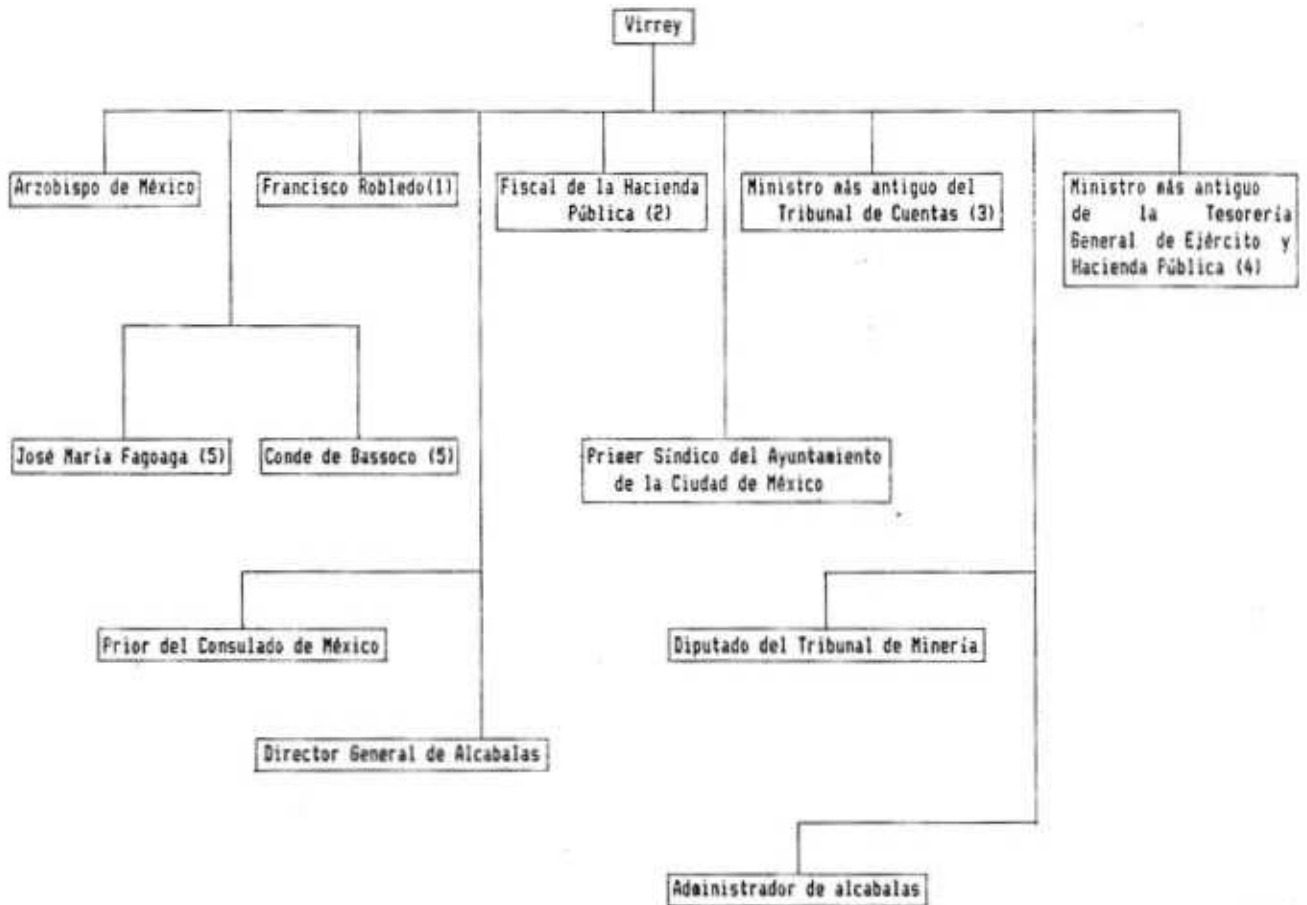 Virrey
Arzobispo de México
Francisco Robledo(1)
Fiscal de la Hacienda
Pública (2)
Ministro más antiguo del
Tribunal de Cuentas (3)
Ministro más antiguo
de la Tesorería
General de Ejército y
Hacienda Pública (4)
José María Fagoaga (5)
Conde de Bassoco (5)
Primer Síndico del Ayuntamiento
de la Ciudad de México
Prior del Consulado de México
Diputado del Tribunal de Minería
Director General de Alcabalas
Administrador de alcabalas